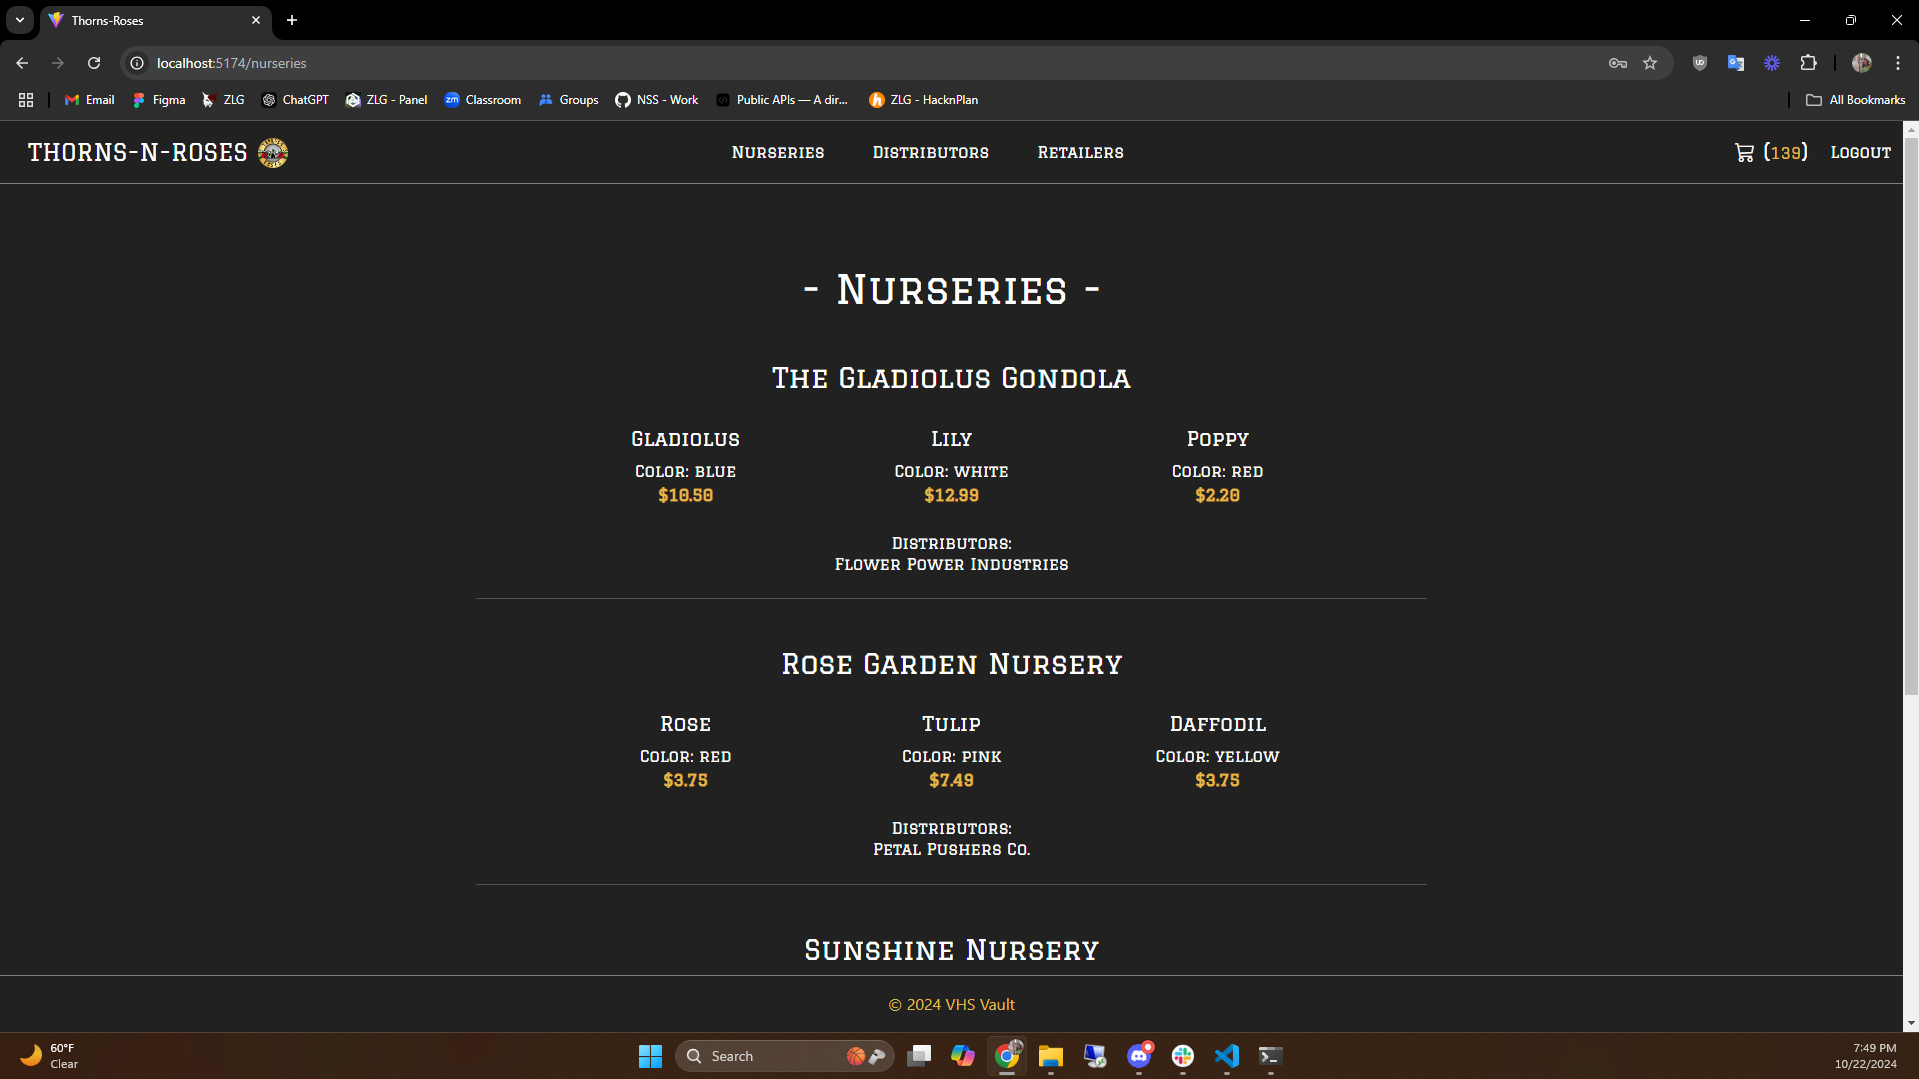 Thorns-Roses
localhost:5174/nurseries
Email
Figma
ZLG
ChatGPT
ZLG - Panel
zm
Classroom
Groups
NSS - Work
Public APIs — A dir...
ZLG - HacknPlan
All Bookmarks
THORNS-N-ROSES
Nurseries
Distributors
Retailers
(139)
Logout
- Nurseries -
The Gladiolus Gondola
Gladiolus
Lily
Poppy
Color: blue
Color: white
Color: red
$10.50
$12.99
$2.20
Distributors:
Flower Power Industries
Rose Garden Nursery
Rose
Tulip
Daffodil
Color: red
Color: pink
Color: yellow
$3.75
$7.49
$3.75
Distributors:
Petal Pushers Co.
Sunshine Nursery
© 2024 VHS Vault
60°F
Clear
Search
7:49 PM
10/22/2024